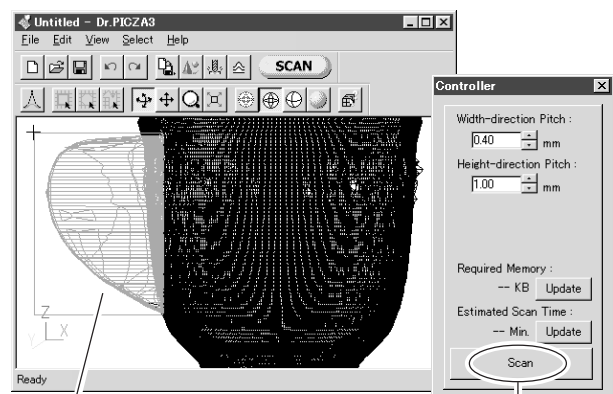 Untitled - Dr.PICZA3
File Edit View Select Help
SCAN
Controller
Width-direction Pitch :
0.40 mm
Height-direction Pitch :
1.00 mm
Required Memory :
-- KB Update
Estimated Scan Time :
-- Min. Update
Scan
Z
Y X
Ready